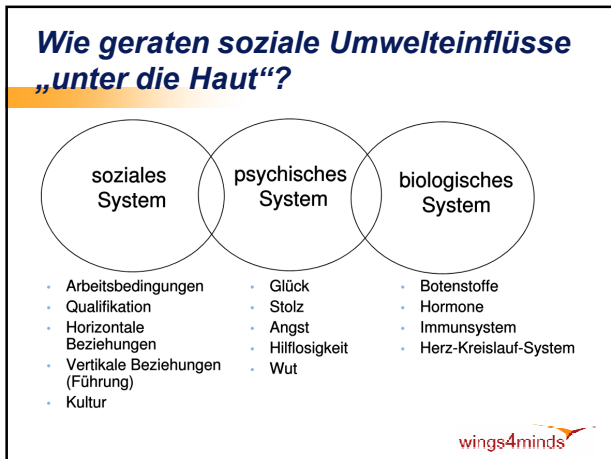 Wie geraten soziale Umwelteinflüsse
„unter die Haut“?
soziales
System
psychisches
System
biologisches
System
Arbeitsbedingungen
Qualifikation
Horizontale
Beziehungen
Vertikale Beziehungen
(Führung)
Kultur
Glück
Stolz
Angst
Hilflosigkeit
Wut
Botenstoffe
Hormone
Immunsystem
Herz-Kreislauf-System
wings4minds